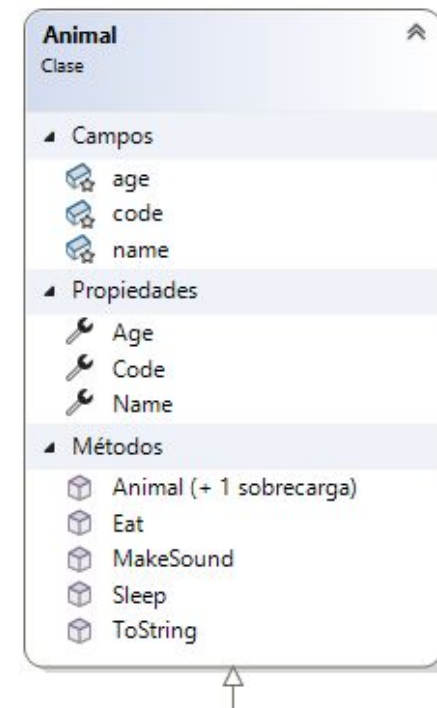 Animal
Clase
Campos
age
code
name
Propiedades
Age
Code
Name
Métodos
Animal (+ 1 sobrecarga)
Eat
MakeSound
Sleep
ToString